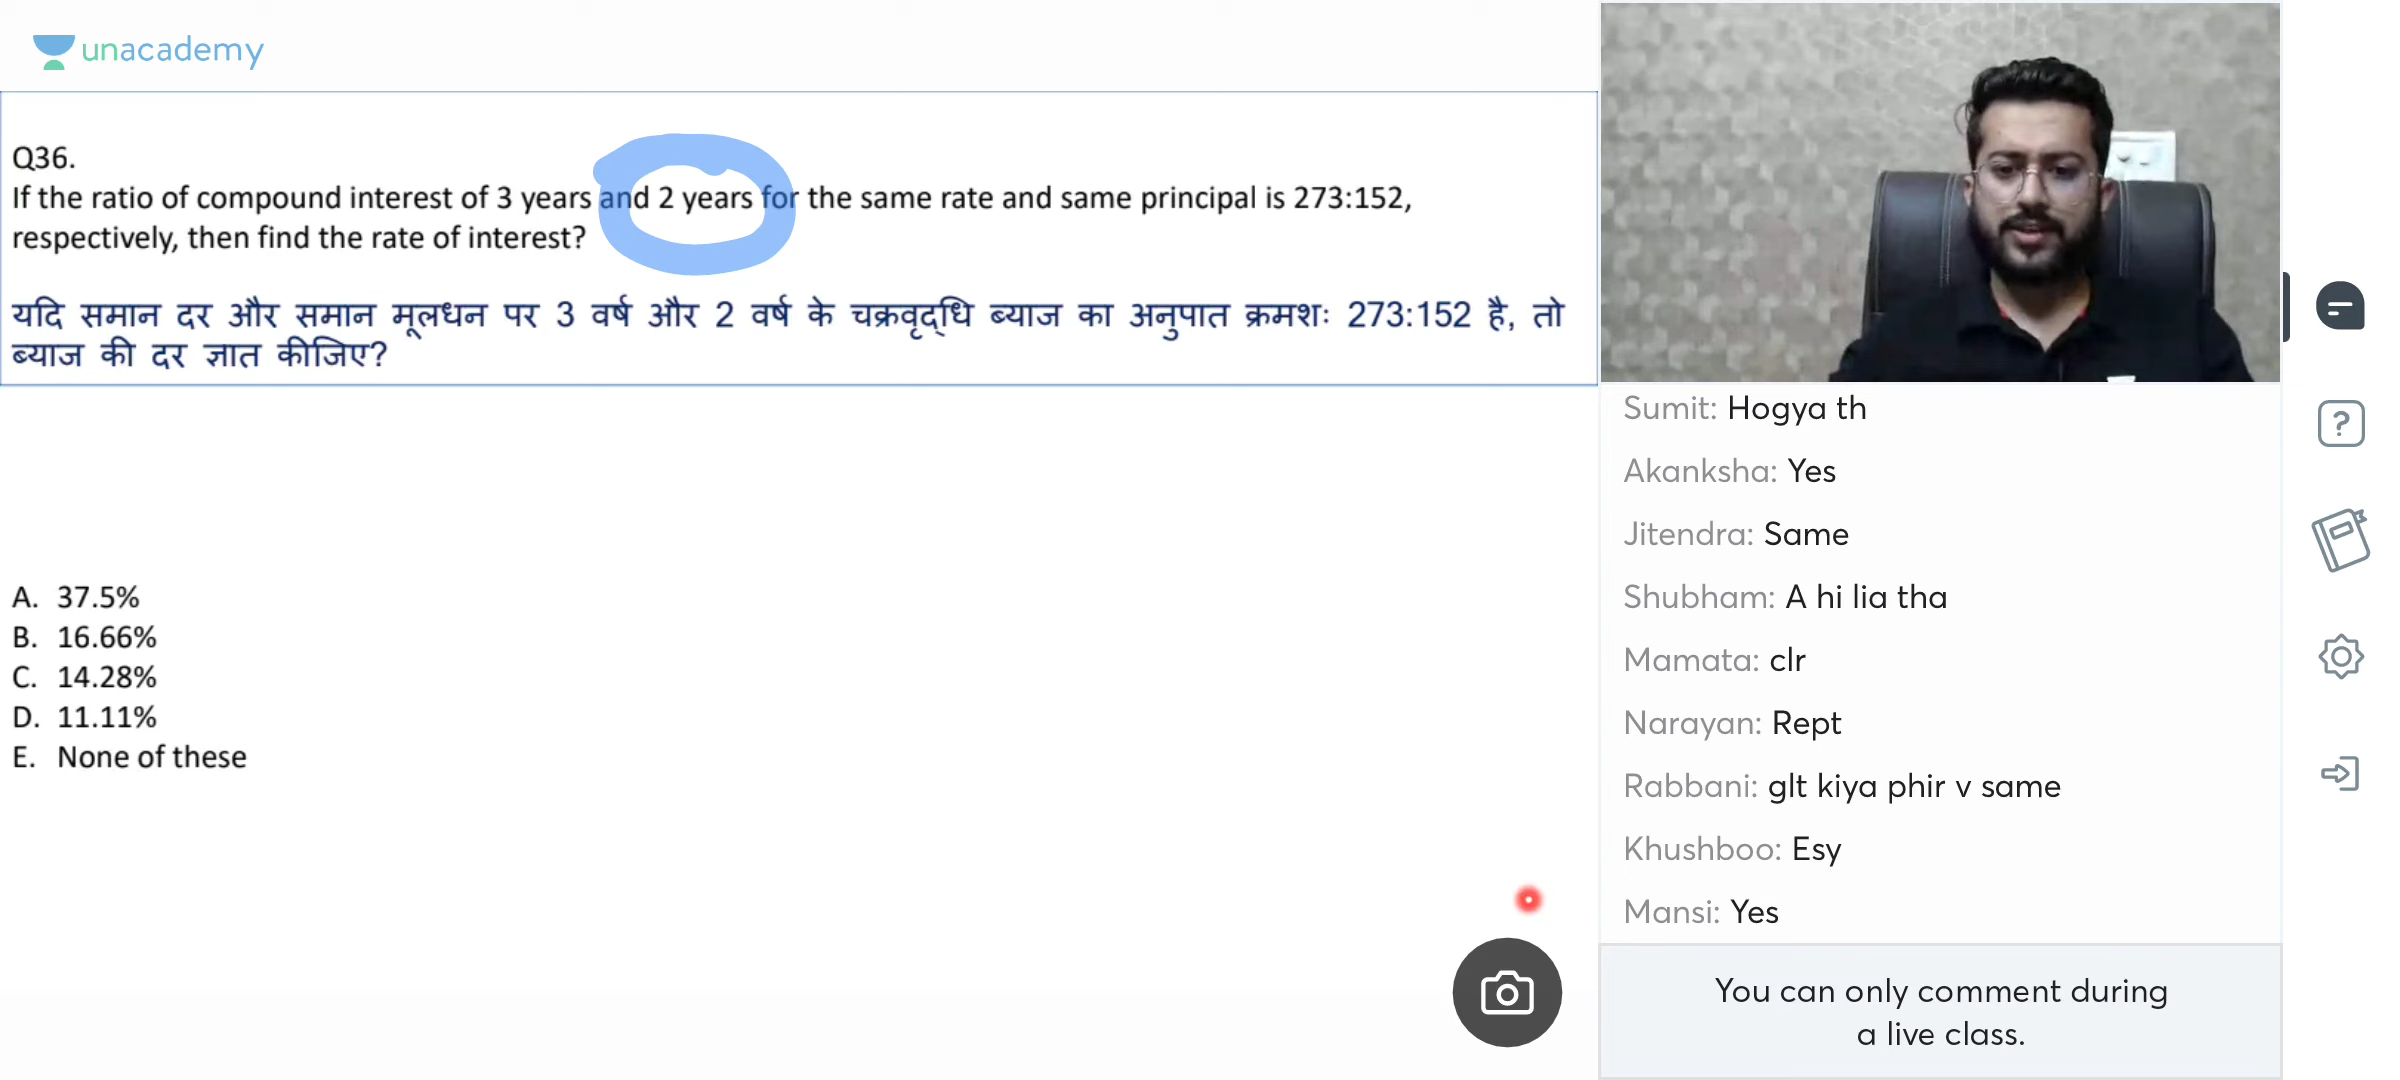 unacademy
Q36.
If the ratio of compound interest of 3 years and 2 years for the same rate and same principal is 273:152,
respectively, then find the rate of interest?
यदि समान दर और समान मूलधन पर 3 वर्ष और 2 वर्ष के चक्रवृद्धि ब्याज का अनुपात क्रमशः 273:152 है, तो
ब्याज की दर ज्ञात कीजिए?
A. 37.5%
B. 16.66%
C. 14.28%
D. 11.11%
E. None of these
Sumit: Hogya th
Akanksha: Yes
Jitendra: Same
Shubham: A hi lia tha
Mamata: clr
Narayan: Rept
Rabbani: glt kiya phir v same
Khushboo: Esy
Mansi: Yes
You can only comment during
a live class.